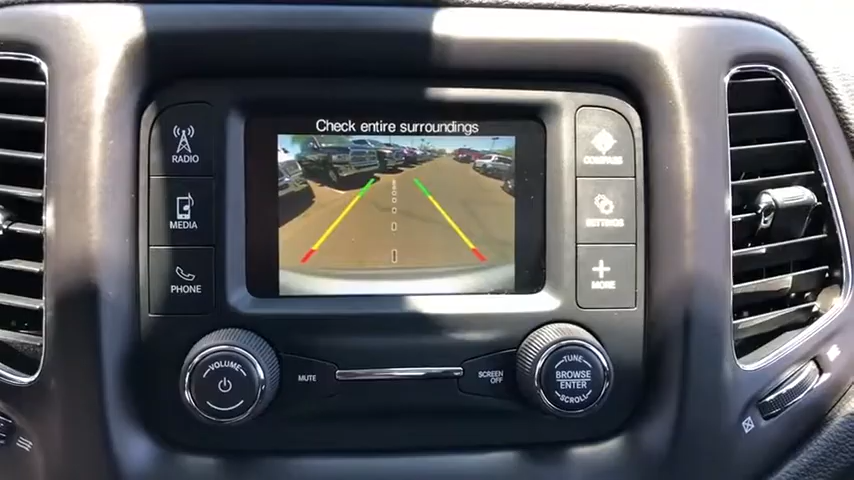 Check entire surroundings
RADIO
COMPASS
MEDIA
SETTINGS
PHONE
MORE
VOLUME
MUTE
SCREEN
OFF
TUNE
BROWSE
ENTER
SCROLL